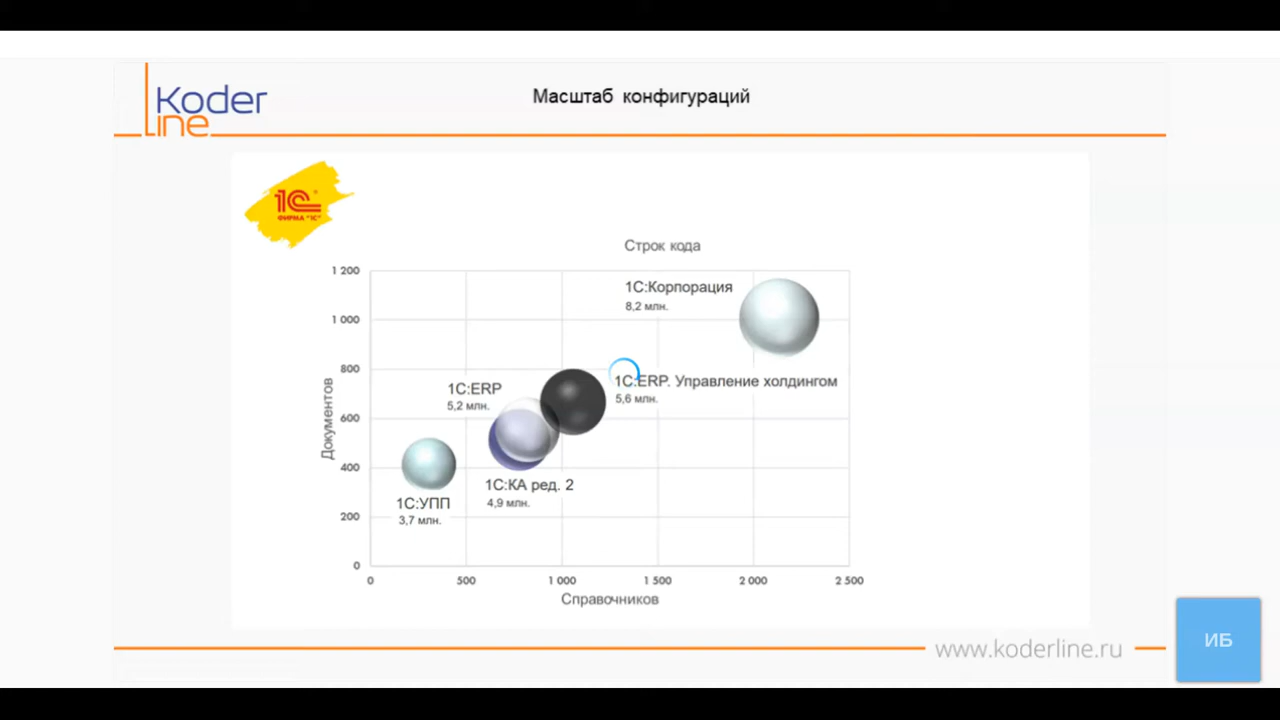 Koder
line
Масштаб конфигураций
1С
ФИРМА "1С"
Строк кода
1 200
1С:Корпорация
8,2 млн.
1 000
800
1С:ERP. Управление холдингом
5,6 млн.
1С:ERP
5,2 млн.
600
Документов
400
1С:КА ред. 2
4,9 млн.
1С:УПП
3,7 млн.
200
0
0 500 1 000 1 500 2 000 2 500
Справочников
www.koderline.ru
ИБ